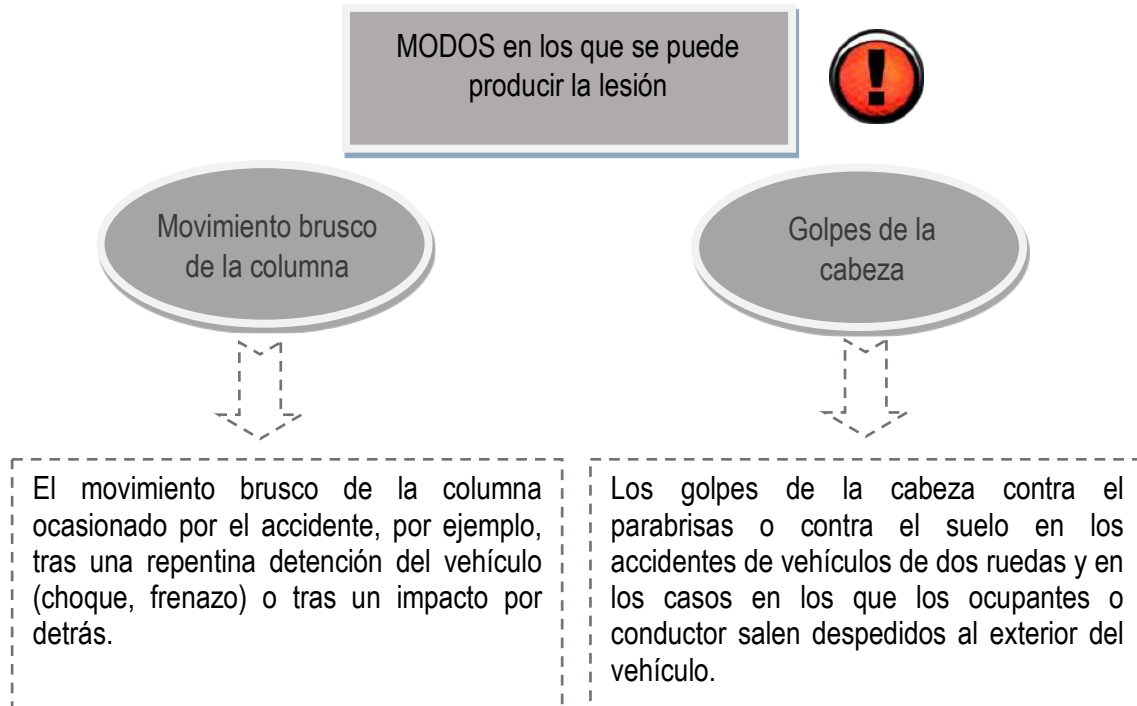 MODOS en los que se puede
producir la lesión
!
Movimiento brusco
de la columna
Golpes de la
cabeza
El movimiento brusco de la columna
ocasionado por el accidente, por ejemplo,
tras una repentina detención del vehículo
(choque, frenazo) o tras un impacto por
detrás.
Los golpes de la cabeza contra el
parabrisas o contra el suelo en los
accidentes de vehículos de dos ruedas y en
los casos en los que los ocupantes o
conductor salen despedidos al exterior del
vehículo.